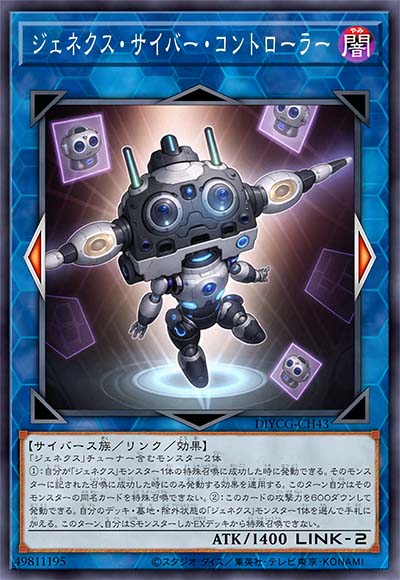 ジェネクス・サイバー・コントローラー
やみ
闇
DIYCG-CH43
【サイバース族／リンク／効果】
「ジェネクス」チューナー含むモンスター2体
①：自分が「ジェネクス」モンスター1体の特殊召喚に成功した時に発動できる。そのモンス
ターに記された召喚に成功した時にのみ発動する効果を適用する。このターン自分はその
モンスターの同名カードを特殊召喚できない。②：このカードの攻撃力を600ダウンし
て発動できる。自分のデッキ・墓地・除外状態の「ジェネクス」モンスター1体を選んで手札に
加える。このターン、自分はSモンスターしかEXデッキから特殊召喚できない。
ATK/1400 LINK-2
49811195
©スタジオ・ダイス／集英社・テレビ東京・KONAMI